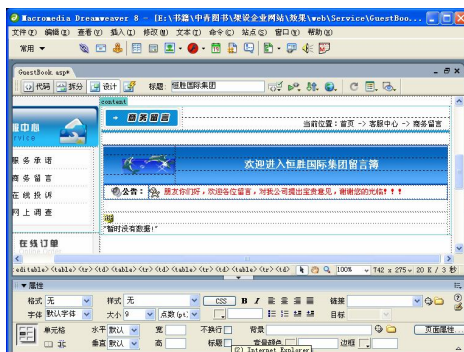 Macromedia Dreamweaver 8 - [E:\书籍\中青图书\架设企业网站\效果\web\Service\GuestBoo...
文件(F) 编辑(E) 查看(V) 插入(I) 修改(M) 文本(T) 命令(C) 站点(S) 窗口(W) 帮助(H)
常用
GuestBook.asp*
代码 拆分 设计 标题: 恒胜国际集团
content
商务留言
当前位置：首页 -> 客服中心 -> 商务留言
服中心
rvice
服务承诺
商务留言
在线投诉
网上调查
在线订单
欢迎进入恒胜国际集团留言簿
公告： 朋友你们好，欢迎各位留言，对我公司提出宝贵意见，谢谢您的光临！！！
"暂时没有数据!"
:editable> <table> <tr> <td> <table> <tr> <td> <table> <tr> <td> <table> <tr> <td> 100% 742 x 275 20 K / 3 秒
属性
格式 无 样式 无 CSS B I 链接
字体 默认字体 大小 9 点数(pt) 目标
单元格 水平 默认 宽 不换行 背景 页面属性...
垂直 默认 高 标题 背景颜色 边框
(2) Internet Explorer